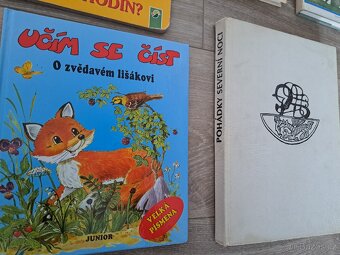 HODIN?
UČÍM SE ČÍST
O zvědavém lišákovi
VELKÁ
PÍSMENA
JUNIOR
POHÁDKY SEVERNÍ NOCI